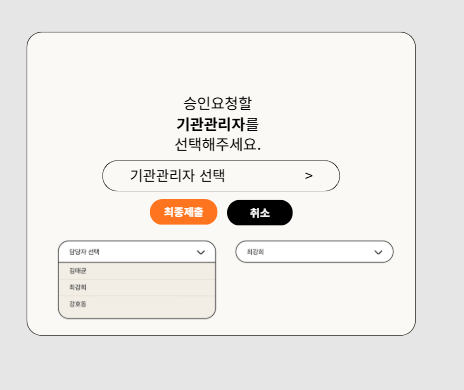 승인요청할
기관관리자를
선택해주세요.
기관관리자 선택 >
최종제출 취소
담당자 선택
최강희
김태균
최강희
강호동